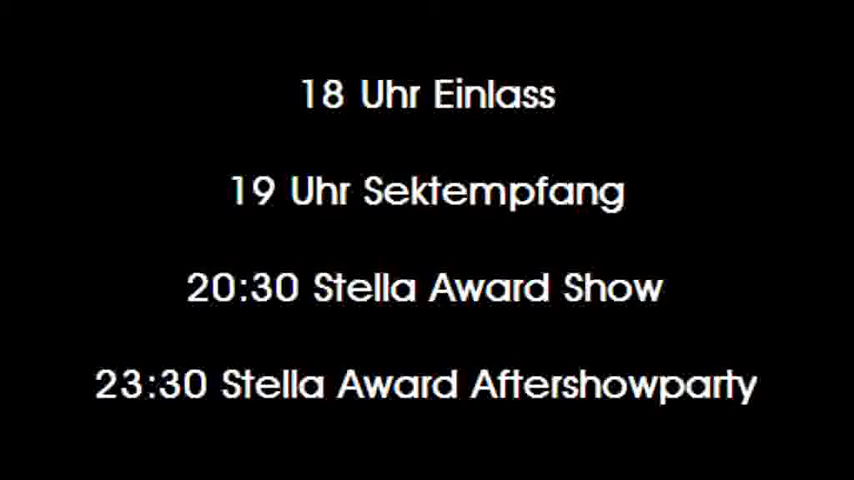 18 Uhr Einlass
19 Uhr Sektempfang
20:30 Stella Award Show
23:30 Stella Award Aftershowparty